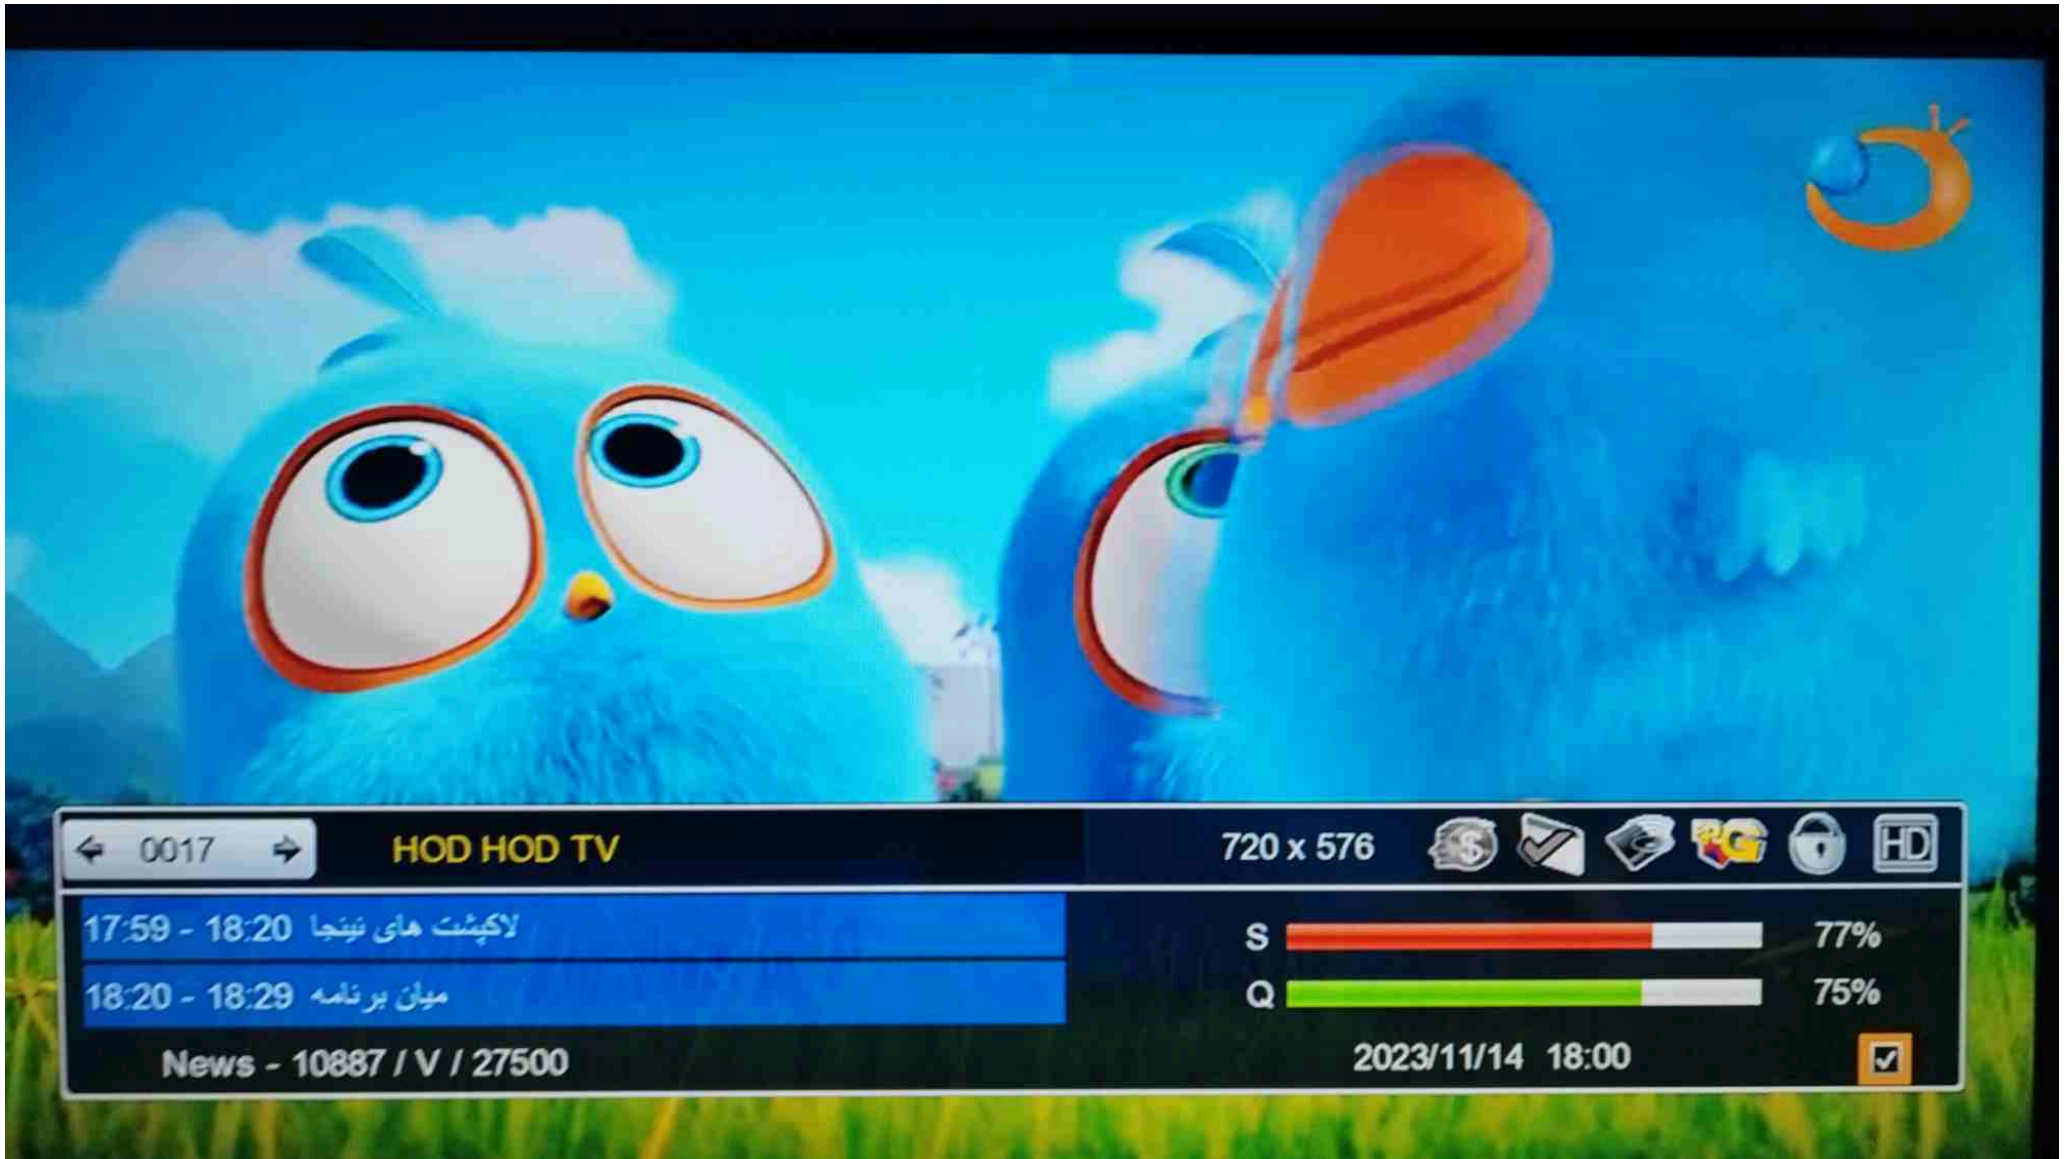 0017
HOD HOD TV
720 x 576
HD
17:59 - 18:20 لاکپشت های نینجا
18:20 - 18:29 میان برنامه
S 77%
Q 75%
News - 10887 / V / 27500
2023/11/14 18:00